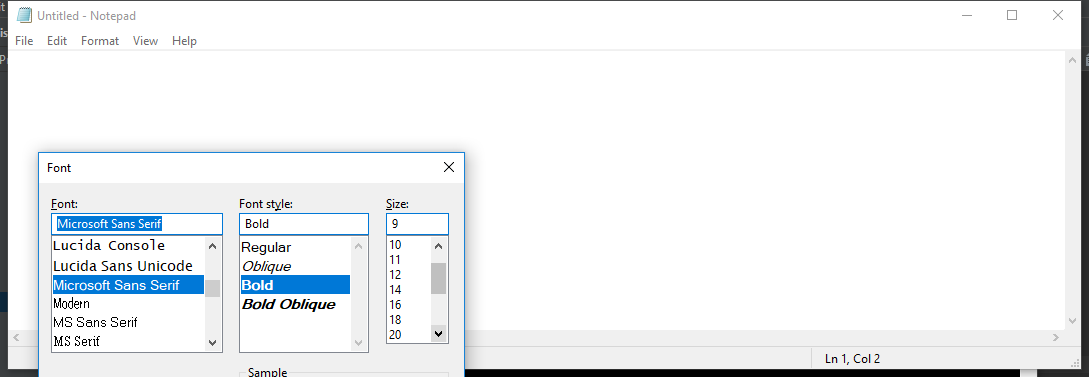 Untitled - Notepad
File Edit Format View Help
Font
Font: Font style: Size:
Microsoft Sans Serif Bold 9
Lucida Console Regular 10
Lucida Sans Unicode Oblique 11
Microsoft Sans Serif Bold 12
Modern Bold Oblique 14
MS Sans Serif 16
MS Serif 18
20
Ln 1, Col 2
Sample